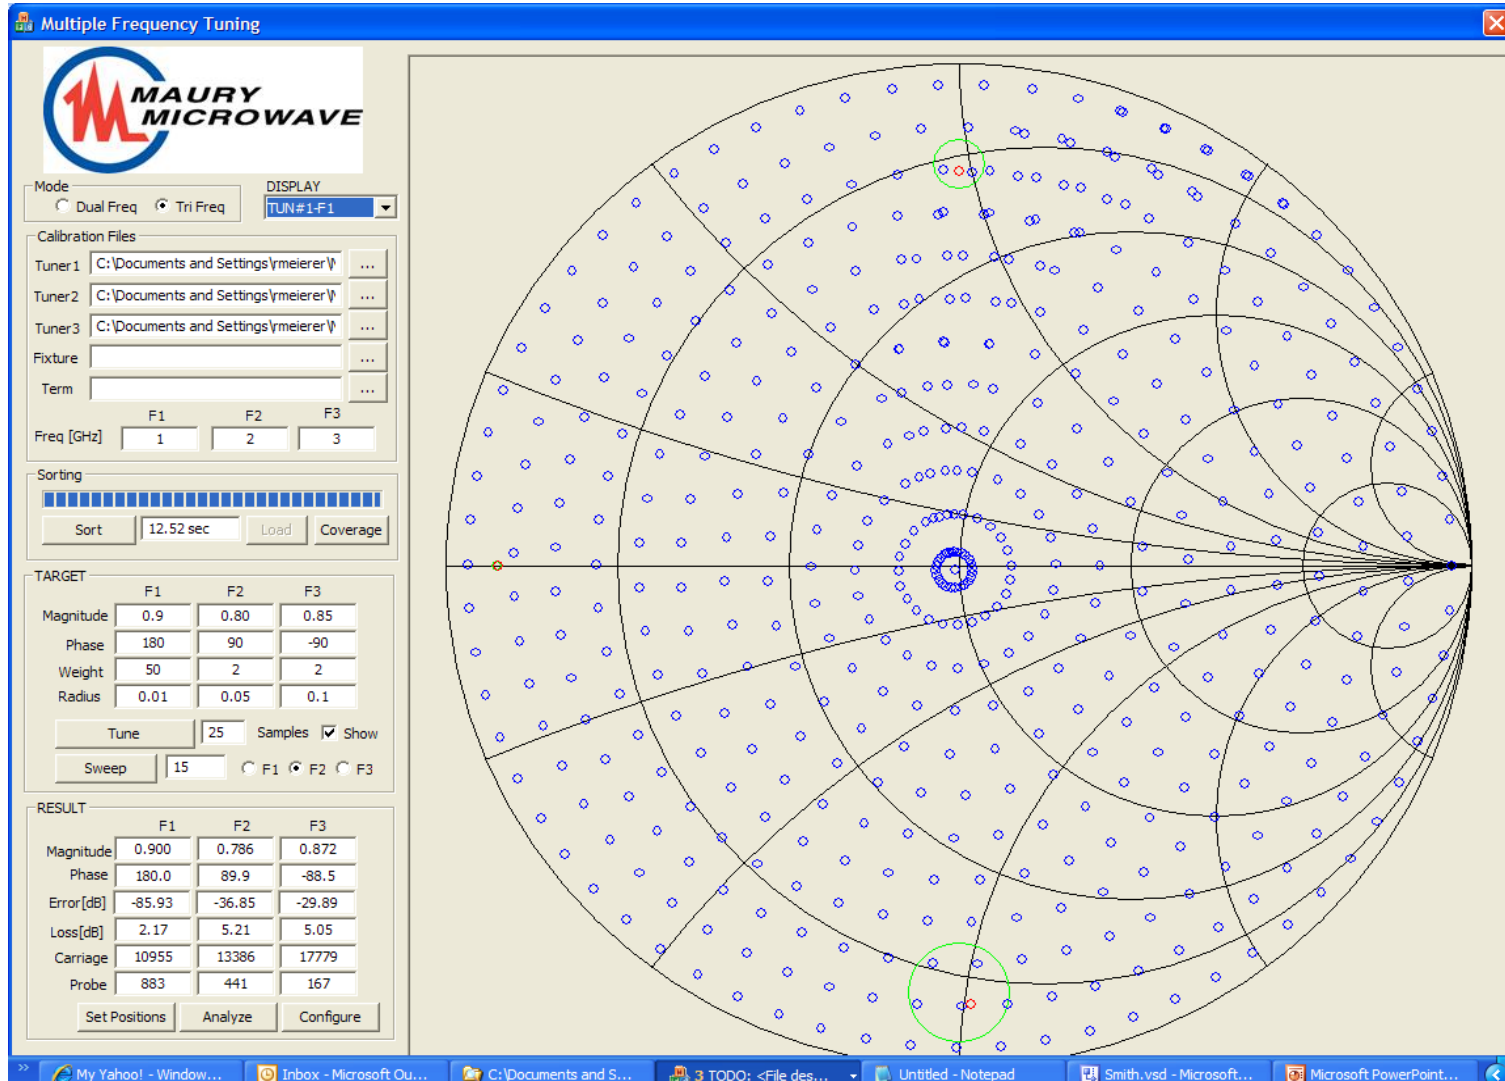 Multiple Frequency Tuning
MAURY
MICROWAVE
Mode
Dual Freq Tri Freq
DISPLAY
TUN#1-F1
Calibration Files
Tuner1 C:\Documents and Settings\rmeierer\ ...
Tuner2 C:\Documents and Settings\rmeierer\ ...
Tuner3 C:\Documents and Settings\rmeierer\ ...
Fixture ...
Term ...
F1 F2 F3
Freq [GHz] 1 2 3
Sorting
Sort 12.52 sec Load Coverage
TARGET
F1 F2 F3
Magnitude 0.9 0.80 0.85
Phase 180 90 -90
Weight 50 2 2
Radius 0.01 0.05 0.1
Tune 25 Samples Show
Sweep 15 F1 F2 F3
RESULT
F1 F2 F3
Magnitude 0.900 0.786 0.872
Phase 180.0 89.9 -88.5
Error[dB] -85.93 -36.85 -29.89
Loss[dB] 2.17 5.21 5.05
Carriage 10955 13386 17779
Probe 883 441 167
Set Positions Analyze Configure
» My Yahoo! - Window... Inbox - Microsoft Ou... C:\Documents and S... 3 TODO: <File des... Untitled - Notepad Smith.vsd - Microsoft... Microsoft PowerPoint...